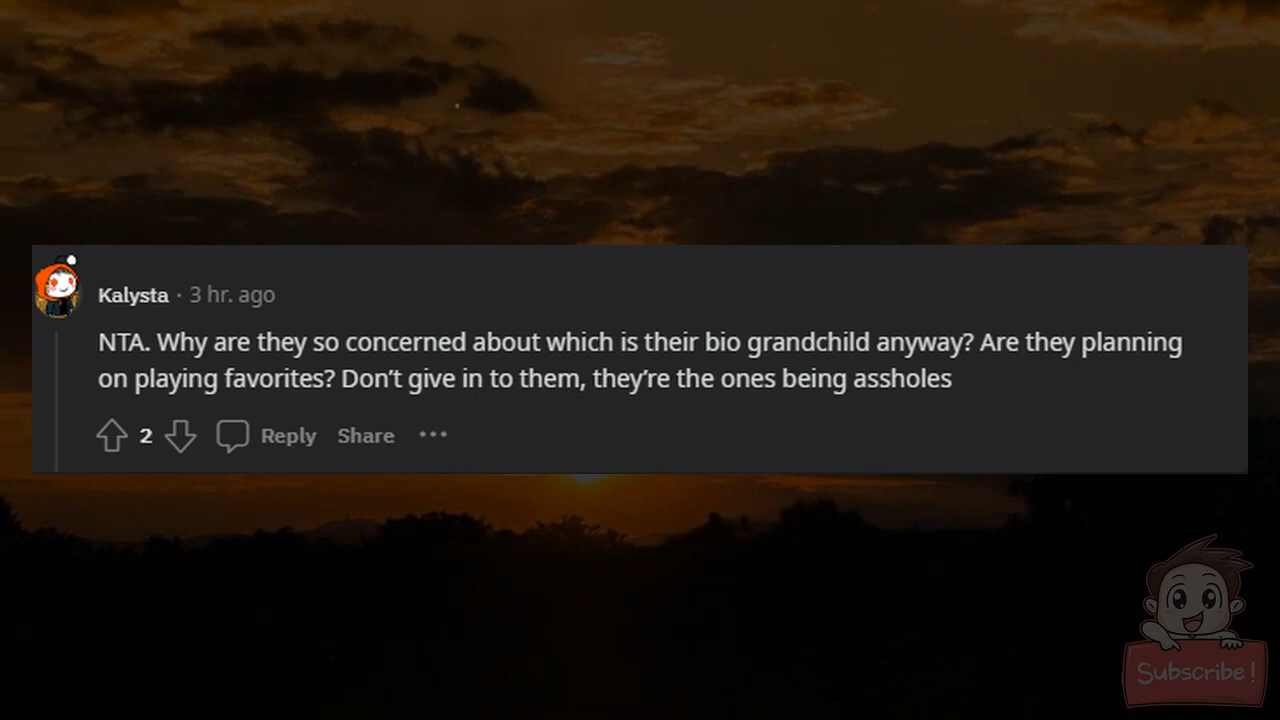 Kalysta · 3 hr. ago
NTA. Why are they so concerned about which is their bio grandchild anyway? Are they planning
on playing favorites? Don’t give in to them, they’re the ones being assholes
2 Reply Share ···
Subscribe!